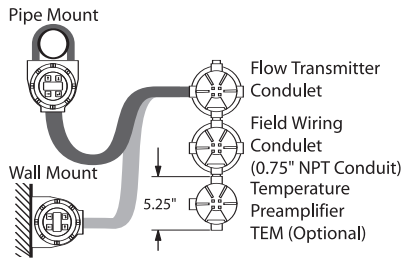 Pipe Mount
Flow Transmitter
Condulet
Field Wiring
Condulet
(0.75" NPT Conduit)
Wall Mount
Temperature
Preamplifier
TEM (Optional)
5.25"